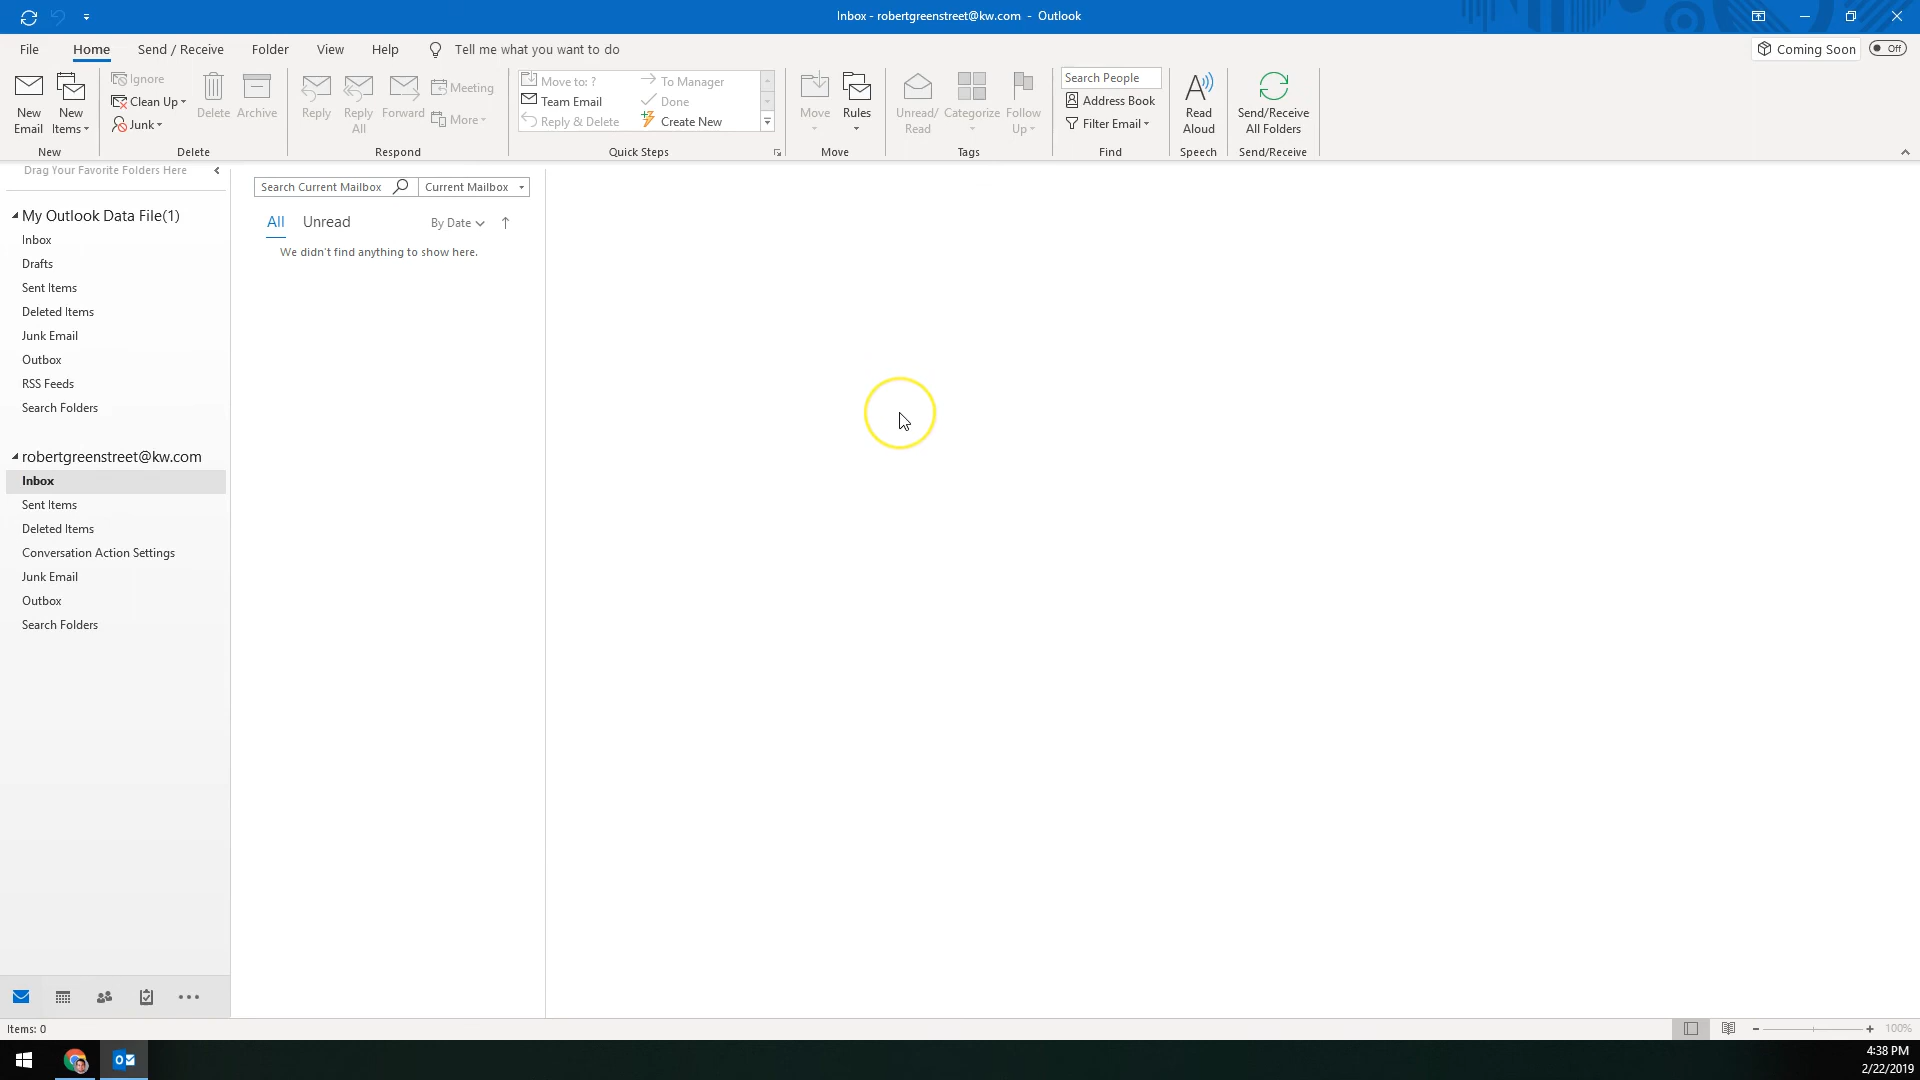 Inbox - robertgreenstreet@kw.com - Outlook
File Home Send / Receive Folder View Help Tell me what you want to do
Coming Soon Off
New Email
New Items
New
Ignore
Clean Up
Junk
Delete
Archive
Delete
Reply
Reply All
Forward
Meeting
More
Respond
Move to: ?
Team Email
Reply & Delete
To Manager
Done
Create New
Quick Steps
Move
Rules
Move
Unread/ Read
Categorize
Follow Up
Tags
Search People
Address Book
Filter Email
Find
Read Aloud
Speech
Send/Receive All Folders
Send/Receive
Drag Your Favorite Folders Here
My Outlook Data File(1)
Inbox
Drafts
Sent Items
Deleted Items
Junk Email
Outbox
RSS Feeds
Search Folders
robertgreenstreet@kw.com
Inbox
Sent Items
Deleted Items
Conversation Action Settings
Junk Email
Outbox
Search Folders
Search Current Mailbox Current Mailbox
All Unread By Date
We didn't find anything to show here.
Items: 0
100%
4:38 PM
2/22/2019